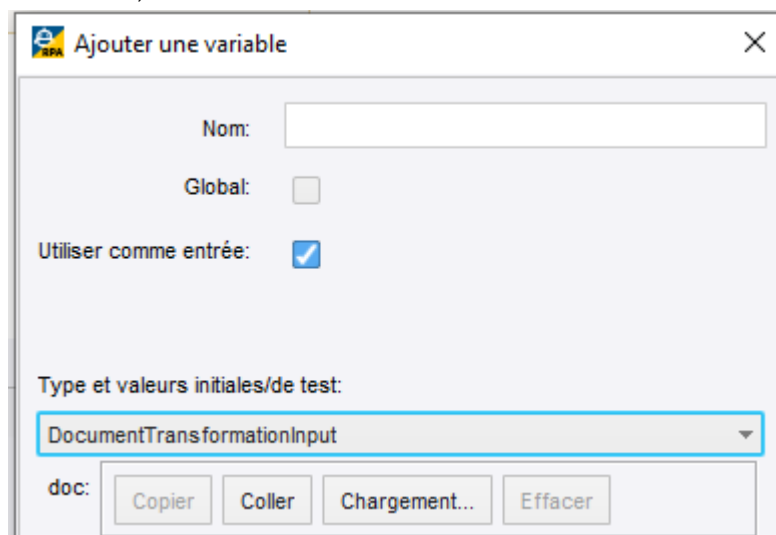 RPA Ajouter une variable
Nom:
Global:
Utiliser comme entrée:
Type et valeurs initiales/de test:
DocumentTransformationInput
doc: Copier Coller Chargement... Effacer